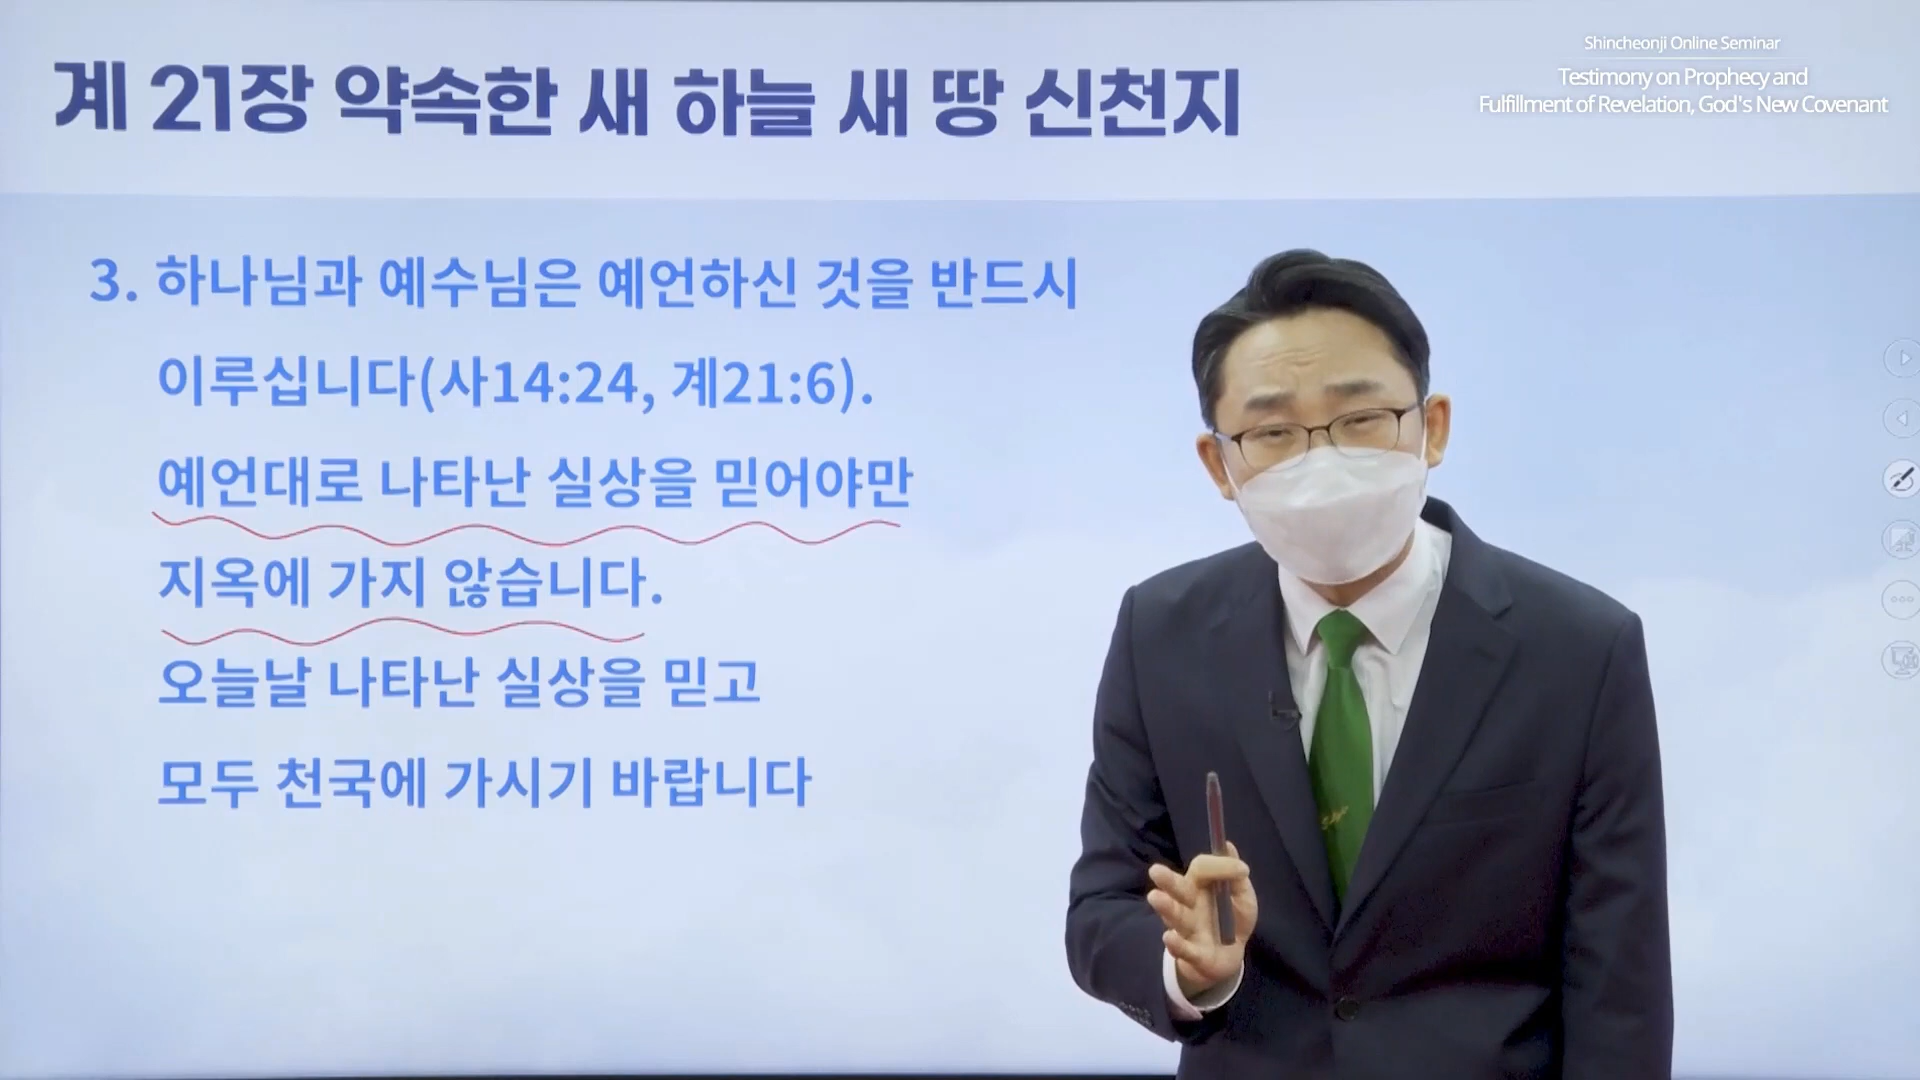 Shincheonji Online Seminar
Testimony on Prophecy and
Fulfillment of Revelation, God's New Covenant
계 21장 약속한 새 하늘 새 땅 신천지
3. 하나님과 예수님은 예언하신 것을 반드시
이루십니다(사14:24, 계21:6).
예언대로 나타난 실상을 믿어야만
지옥에 가지 않습니다.
오늘날 나타난 실상을 믿고
모두 천국에 가시기 바랍니다